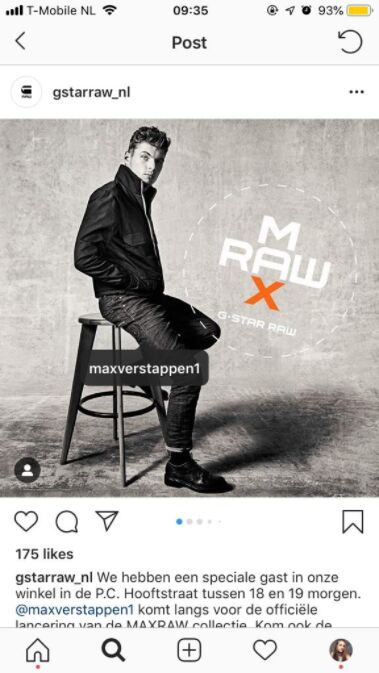 T-Mobile NL
09:35
93%
Post
gstarraw_nl
M
RAW
X
G-STAR RAW
maxverstappen1
175 likes
gstarraw_nl We hebben een speciale gast in onze
winkel in de P.C. Hooftstraat tussen 18 en 19 morgen.
@maxverstappen1 komt langs voor de officiële
lancering van de MAXRAW collectie. Kom ook de